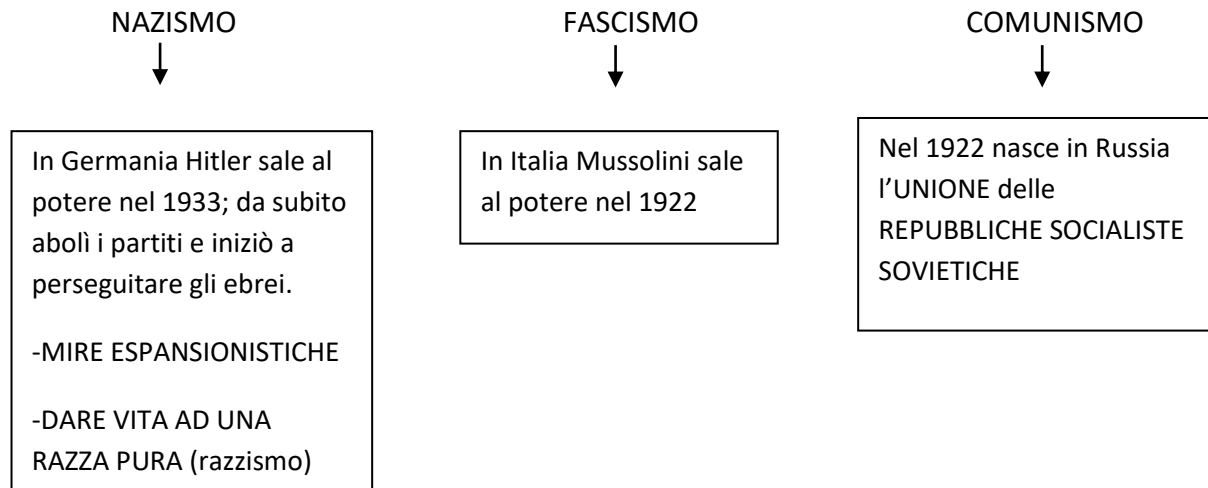 NAZISMO
FASCISMO
COMUNISMO
In Germania Hitler sale al
potere nel 1933; da subito
abolì i partiti e iniziò a
perseguitare gli ebrei.
-MIRE ESPANSIONISTICHE
-DARE VITA AD UNA
RAZZA PURA (razzismo)
In Italia Mussolini sale
al potere nel 1922
Nel 1922 nasce in Russia
l’UNIONE delle
REPUBBLICHE SOCIALISTE
SOVIETICHE